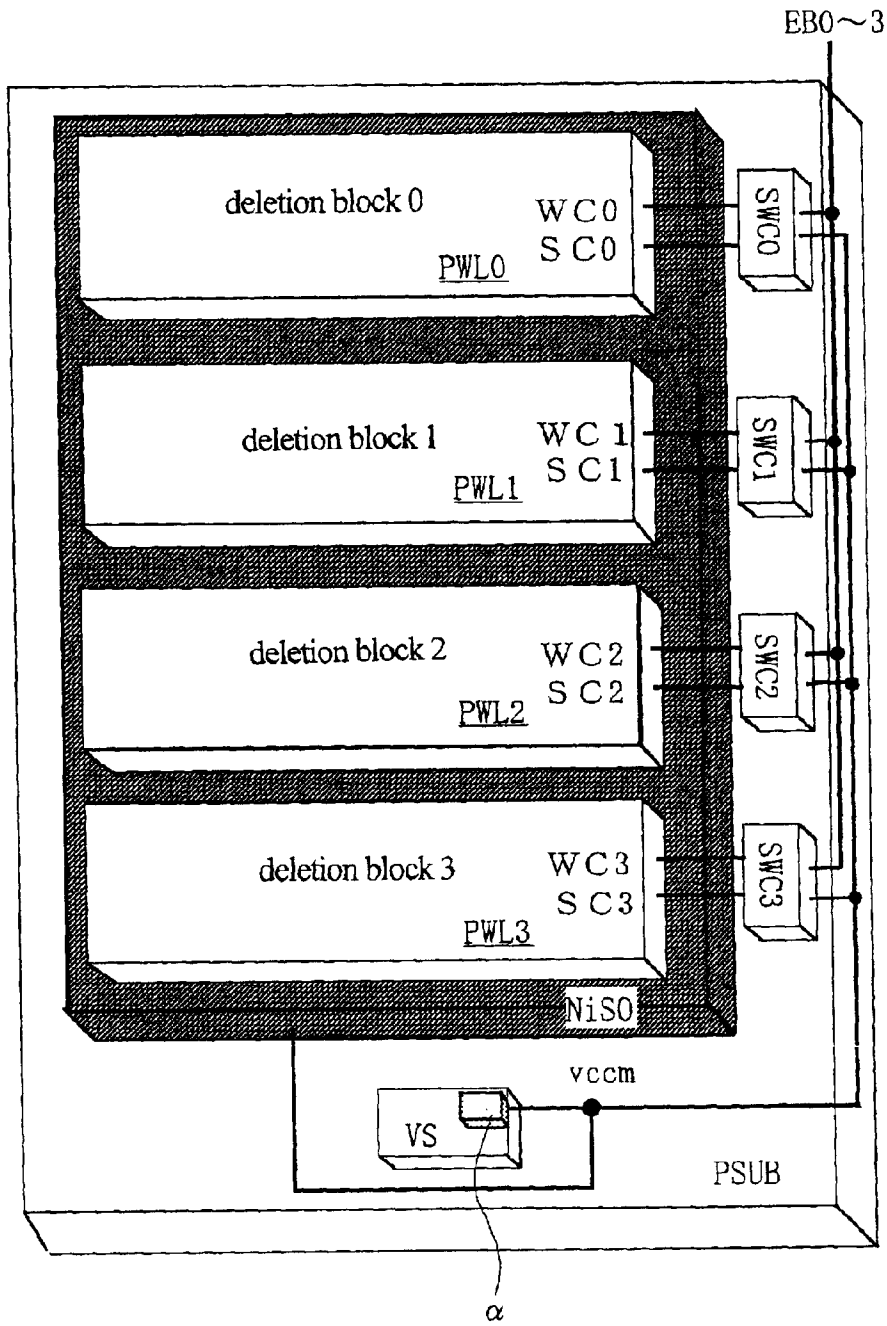 EB0～3
deletion block 0
WC0
SC0
PWL0
SWC0
deletion block 1
WC1
SC1
PWL1
SWC1
deletion block 2
WC2
SC2
PWL2
SWC2
deletion block 3
WC3
SC3
PWL3
SWC3
NiSO
vccm
VS
PSUB
α